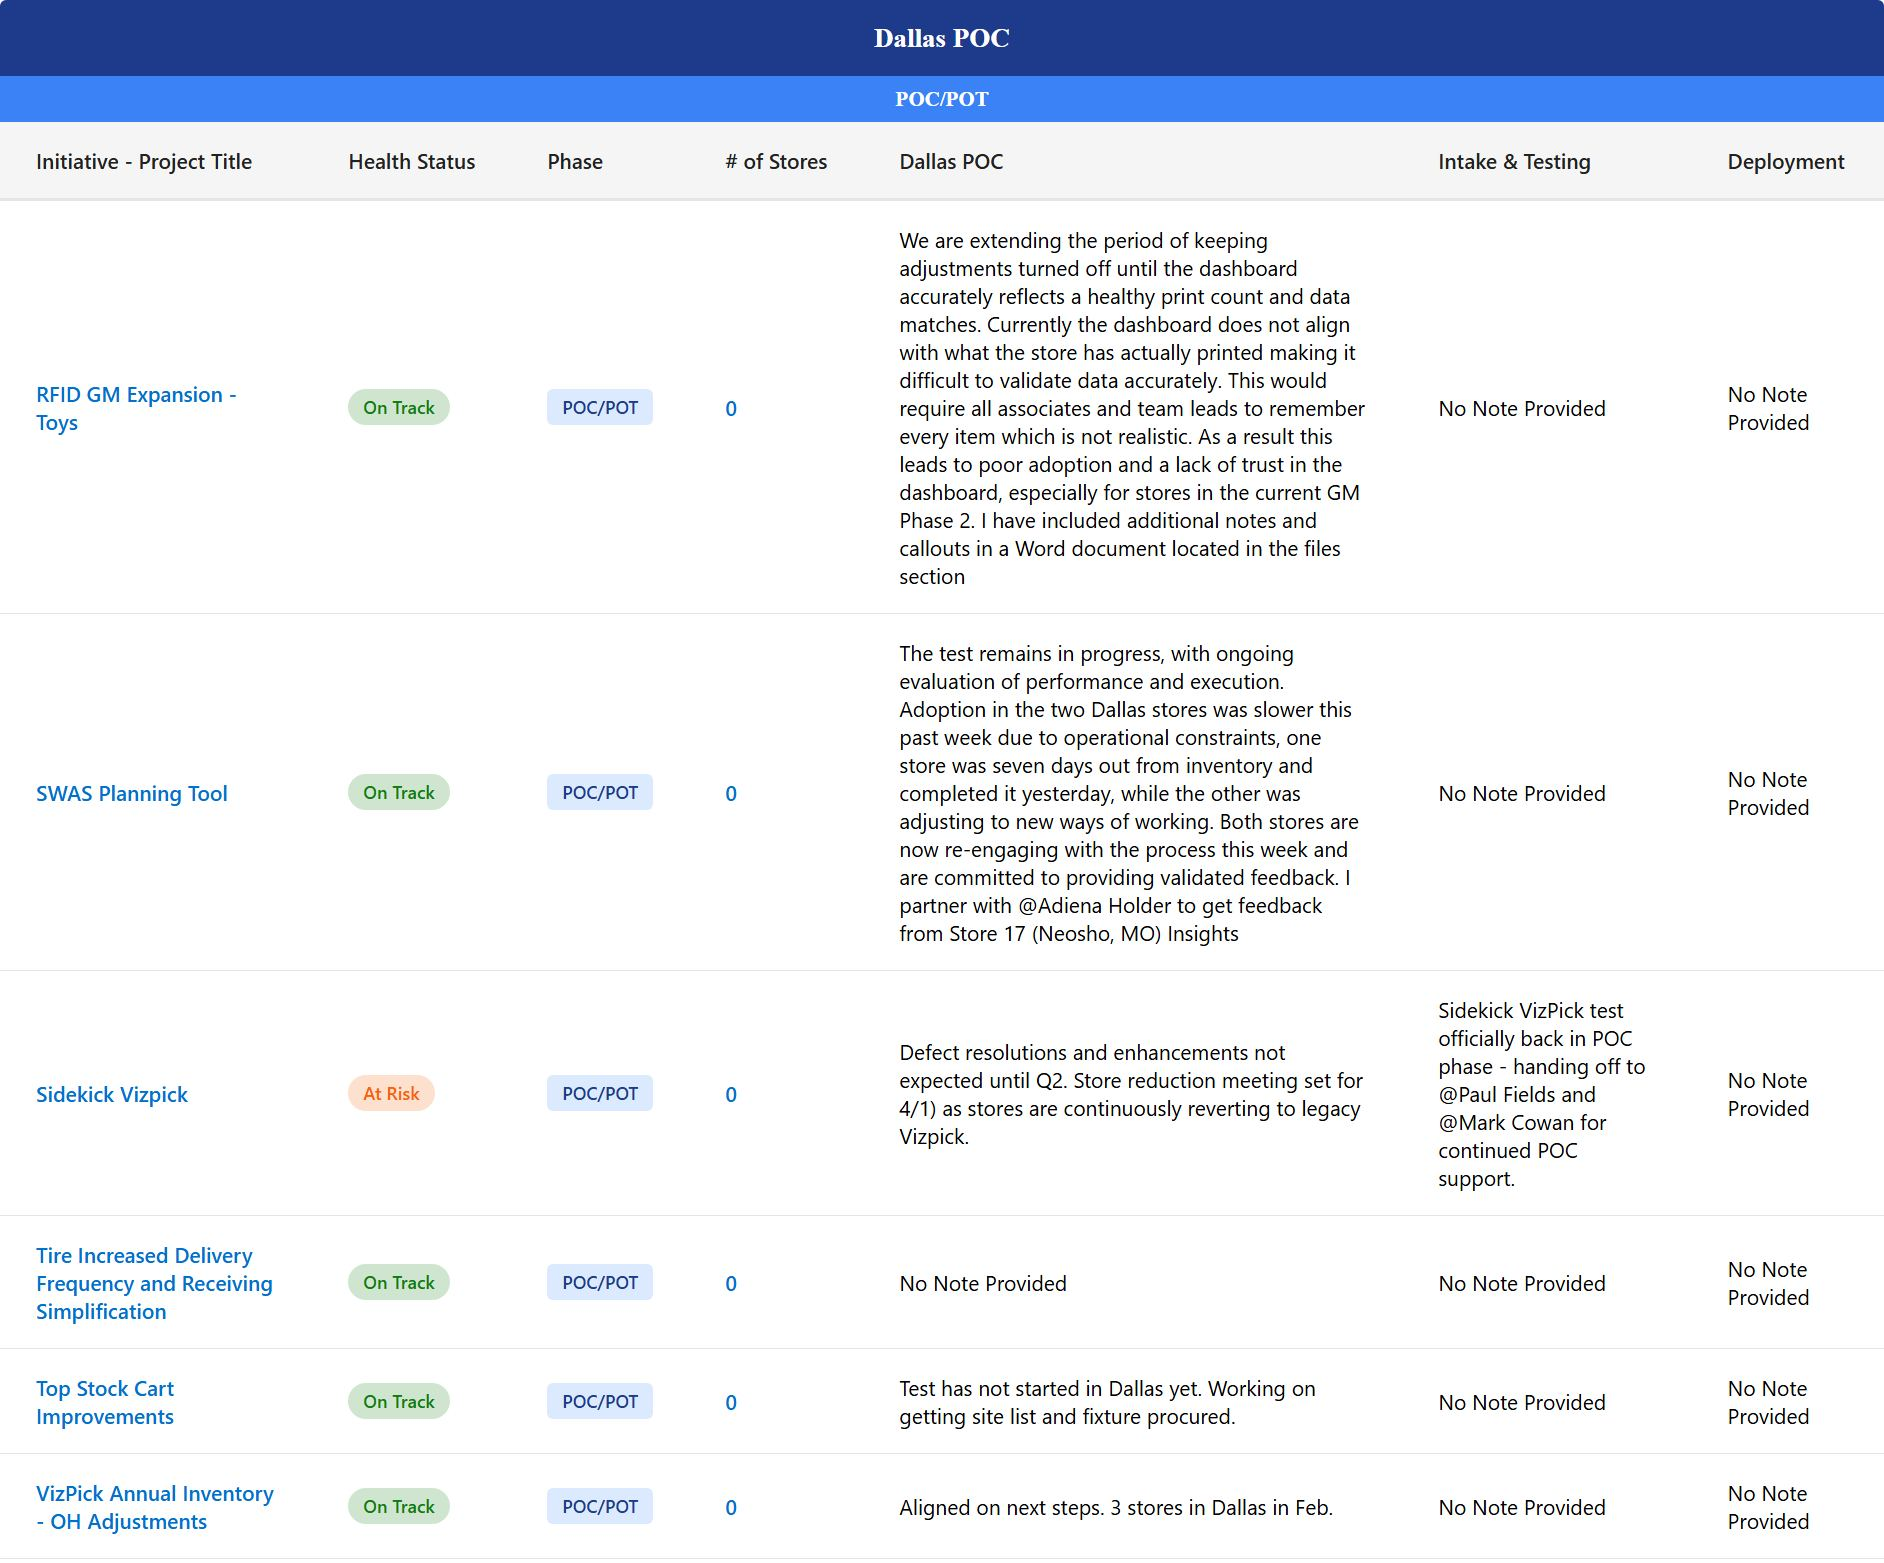 Dallas POC
POC/POT
Initiative - Project Title
Health Status
Phase
# of Stores
Dallas POC
Intake & Testing
Deployment
RFID GM Expansion -
Toys
On Track
POC/POT
0
We are extending the period of keeping
adjustments turned off until the dashboard
accurately reflects a healthy print count and data
matches. Currently the dashboard does not align
with what the store has actually printed making it
difficult to validate data accurately. This would
require all associates and team leads to remember
every item which is not realistic. As a result this
leads to poor adoption and a lack of trust in the
dashboard, especially for stores in the current GM
Phase 2. I have included additional notes and
callouts in a Word document located in the files
section
No Note Provided
No Note
Provided
SWAS Planning Tool
On Track
POC/POT
0
The test remains in progress, with ongoing
evaluation of performance and execution.
Adoption in the two Dallas stores was slower this
past week due to operational constraints, one
store was seven days out from inventory and
completed it yesterday, while the other was
adjusting to new ways of working. Both stores are
now re-engaging with the process this week and
are committed to providing validated feedback. I
partner with @Adiena Holder to get feedback
from Store 17 (Neosho, MO) Insights
No Note Provided
No Note
Provided
Sidekick Vizpick
At Risk
POC/POT
0
Defect resolutions and enhancements not
expected until Q2. Store reduction meeting set for
4/1) as stores are continuously reverting to legacy
Vizpick.
Sidekick VizPick test
officially back in POC
phase - handing off to
@Paul Fields and
@Mark Cowan for
continued POC
support.
No Note
Provided
Tire Increased Delivery
Frequency and Receiving
Simplification
On Track
POC/POT
0
No Note Provided
No Note Provided
No Note
Provided
Top Stock Cart
Improvements
On Track
POC/POT
0
Test has not started in Dallas yet. Working on
getting site list and fixture procured.
No Note Provided
No Note
Provided
VizPick Annual Inventory
- OH Adjustments
On Track
POC/POT
0
Aligned on next steps. 3 stores in Dallas in Feb.
No Note Provided
No Note
Provided